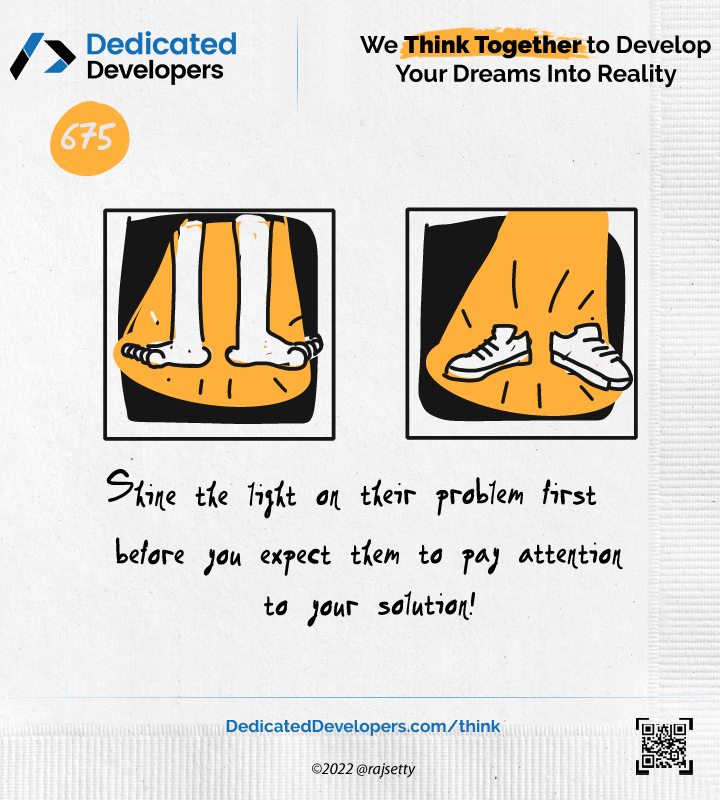 Dedicated
Developers
We Think Together to Develop
Your Dreams Into Reality
675
Shine the light on their problem first
before you expect them to pay attention
to your solution!
DedicatedDevelopers.com/think
©2022 @rajsetty